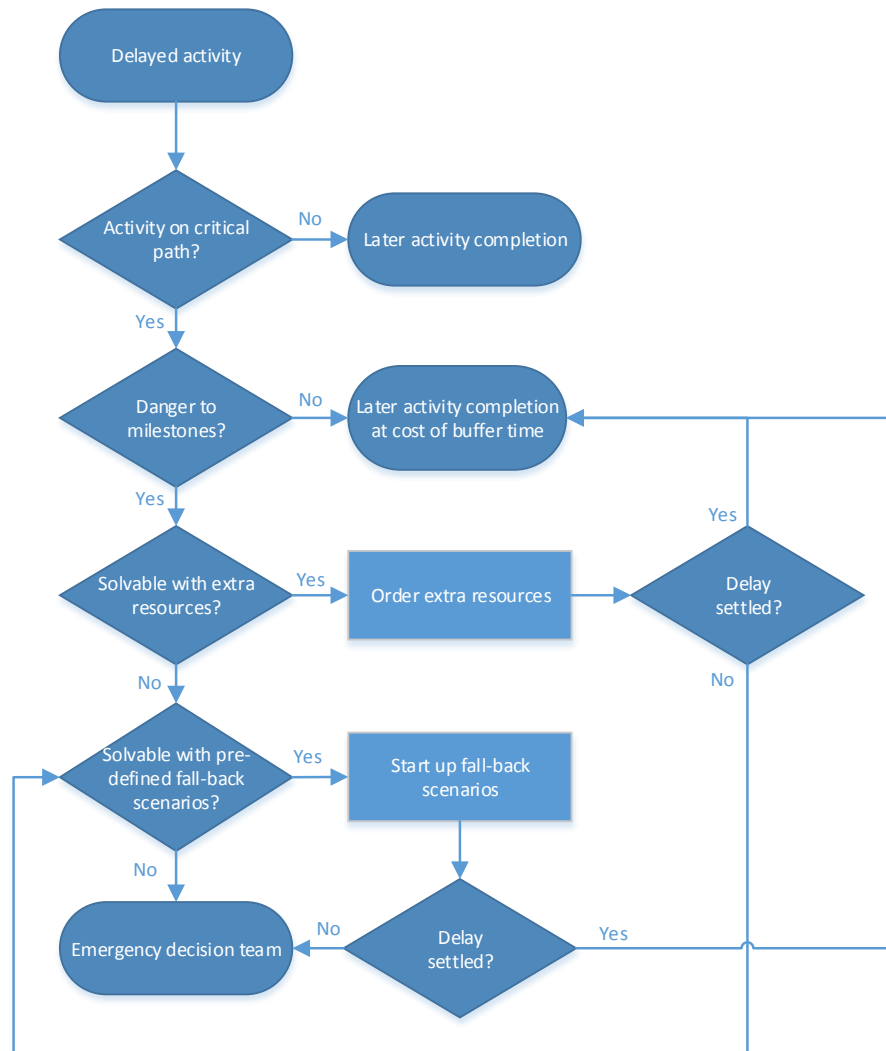 Delayed activity
Activity on critical
path?
No
Later activity completion
Yes
Danger to
milestones?
No
Later activity completion
at cost of buffer time
Yes
Yes
Solvable with extra
resources?
Yes
Order extra resources
Delay
settled?
No
No
Solvable with pre-
defined fall-back
scenarios?
Yes
Start up fall-back
scenarios
No
Emergency decision team
No
Delay
settled?
Yes